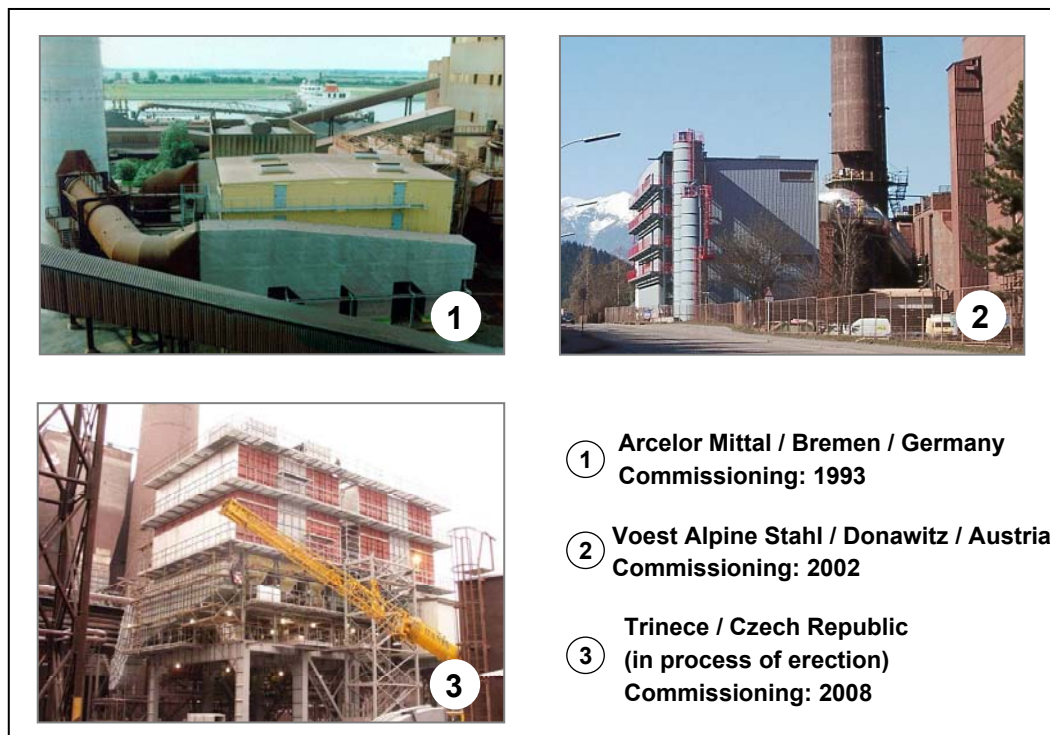 1
2
3
1 Arcelor Mittal / Bremen / Germany
Commissioning: 1993
2 Voest Alpine Stahl / Donawitz / Austria
Commissioning: 2002
3 Trinece / Czech Republic
(in process of erection)
Commissioning: 2008